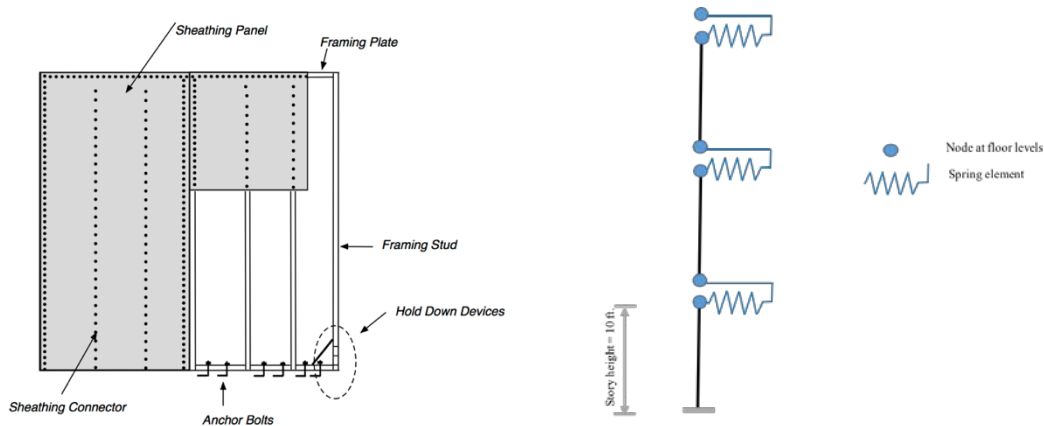 Sheathing Panel
Framing Plate
Framing Stud
Hold Down Devices
Sheathing Connector
Anchor Bolts
Node at floor levels
Spring element
Story height = 10 ft.